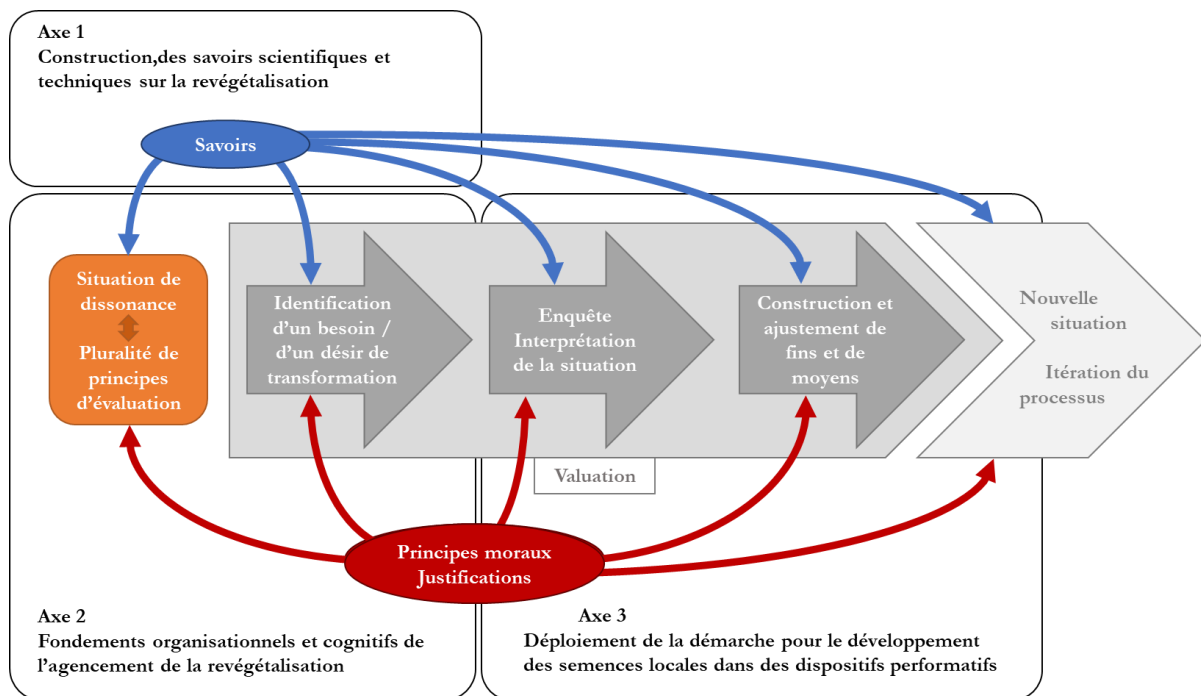 Axe 1
Construction,des savoirs scientifiques et
techniques sur la revégétalisation
Savoirs
Situation de
dissonance
Pluralité de
principes
d'évaluation
Identification
d'un besoin /
d'un désir de
transformation
Enquête
Interprétation
de la situation
Construction et
ajustement de
fins et de
moyens
Nouvelle
situation
Itération du
processus
Valuation
Principes moraux
Justifications
Axe 2
Fondements organisationnels et cognitifs de
l'agencement de la revégétalisation
Axe 3
Déploiement de la démarche pour le développement
des semences locales dans des dispositifs performatifs